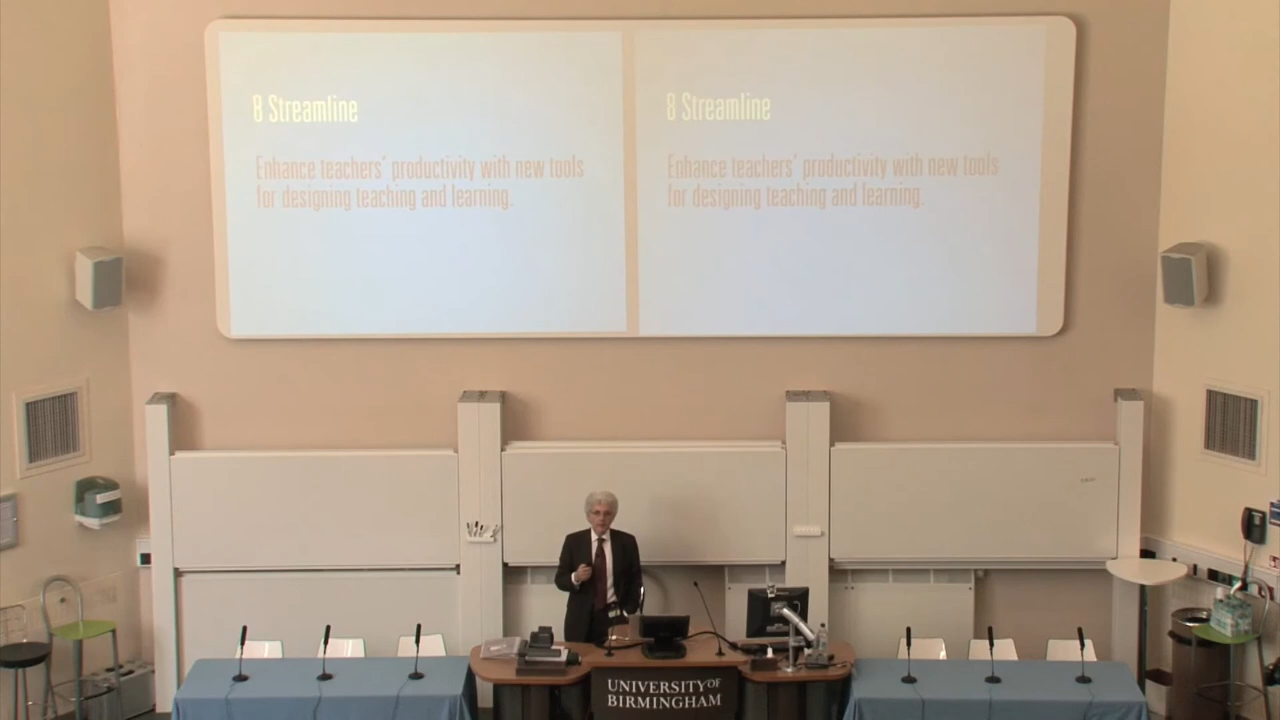 8 Streamline
Enhance teachers' productivity with new tools
for designing teaching and learning.
8 Streamline
Enhance teachers' productivity with new tools
for designing teaching and learning.
UNIVERSITY OF
BIRMINGHAM